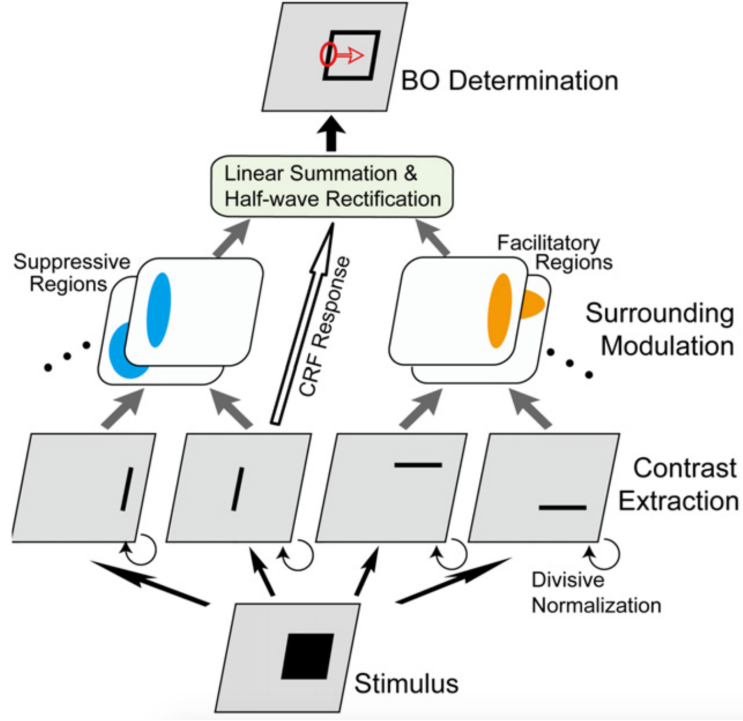 BO Determination
Linear Summation &
Half-wave Rectification
Suppressive
Regions
CRF Response
Facilitatory
Regions
Surrounding
Modulation
Contrast
Extraction
Divisive
Normalization
Stimulus